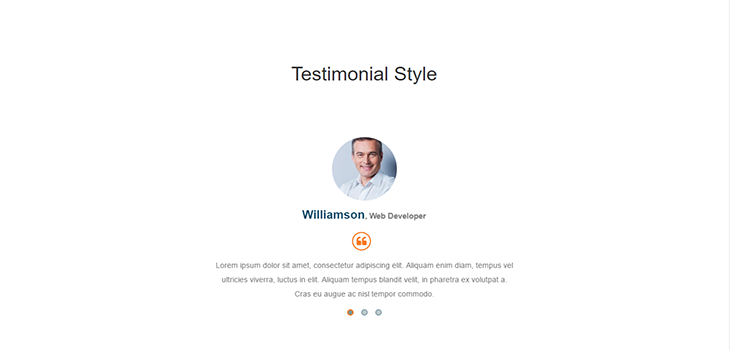 Testimonial Style
Williamson, Web Developer
Lorem ipsum dolor sit amet, consectetur adipiscing elit. Aliquam enim diam, tempus vel
ultricies viverra, luctus in elit. Aliquam tempus blandit velit, in pharetra ex volutpat a.
Cras eu augue ac nisl tempor commodo.